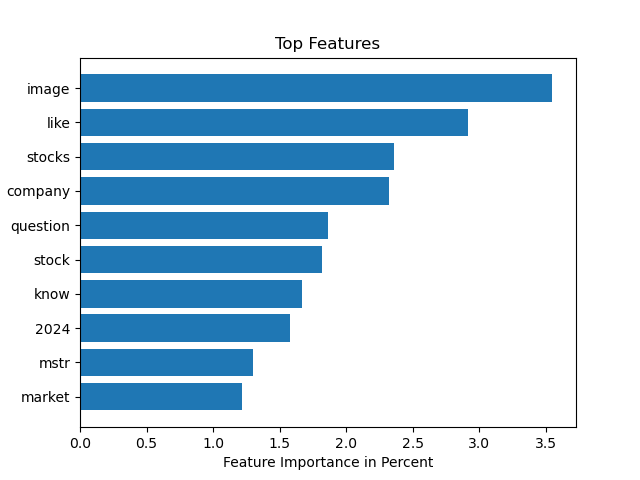 Top Features
image
like
stocks
company
question
stock
know
2024
mstr
market
0.0 0.5 1.0 1.5 2.0 2.5 3.0 3.5
Feature Importance in Percent